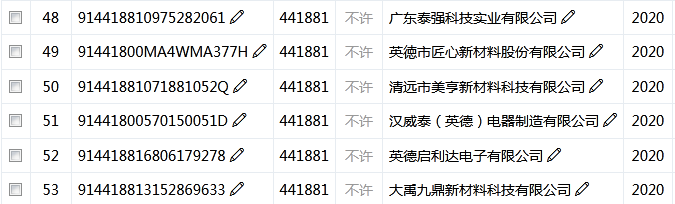 48 914418810975282061 441881 不许 广东泰强科技实业有限公司 2020
49 91441800MA4WMA377H 441881 不许 英德市匠心新材料股份有限公司 2020
50 91441881071881052Q 441881 不许 清远市美亨新材料科技有限公司 2020
51 91441800570150051D 441881 不许 汉威泰（英德）电器制造有限公司 2020
52 914418816806179278 441881 不许 英德启利达电子有限公司 2020
53 914418813152869633 441881 不许 大禹九鼎新材料科技有限公司 2020